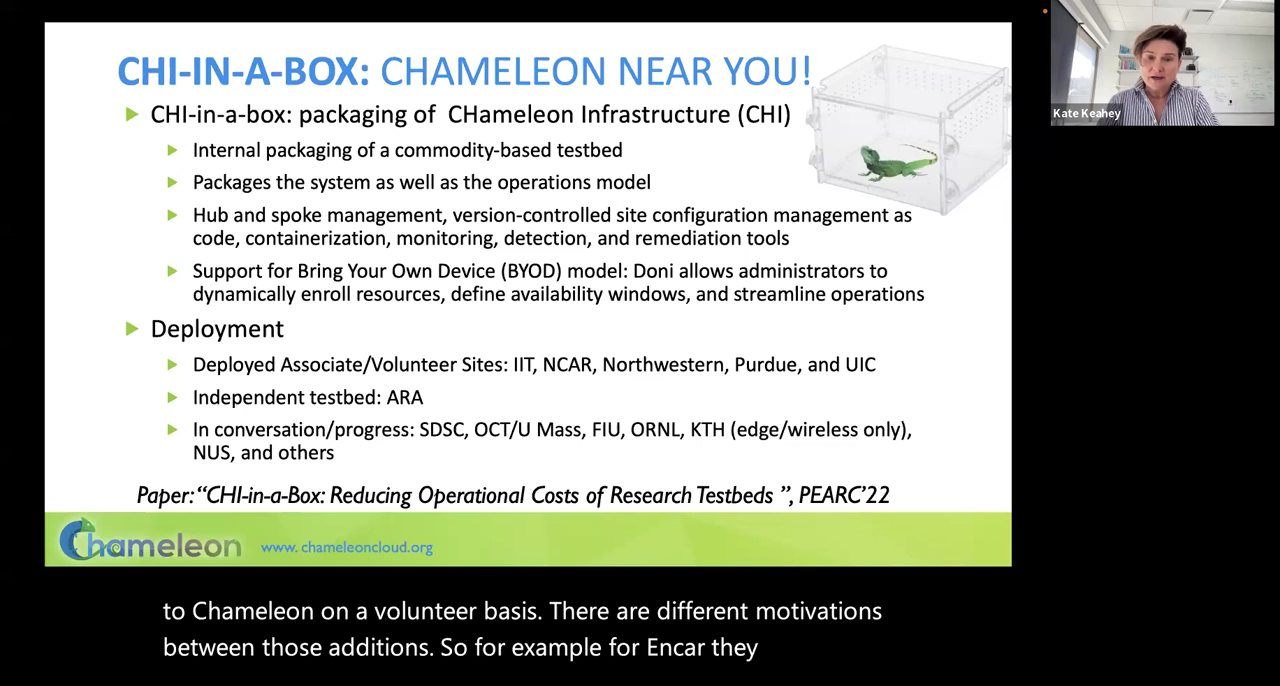 CHI-IN-A-BOX: CHAMELEON NEAR YOU!
CHI-in-a-box: packaging of CHameleon Infrastructure (CHI)
Internal packaging of a commodity-based testbed
Packages the system as well as the operations model
Hub and spoke management, version-controlled site configuration management as
code, containerization, monitoring, detection, and remediation tools
Support for Bring Your Own Device (BYOD) model: Doni allows administrators to
dynamically enroll resources, define availability windows, and streamline operations
Deployment
Deployed Associate/Volunteer Sites: IIT, NCAR, Northwestern, Purdue, and UIC
Independent testbed: ARA
In conversation/progress: SDSC, OCT/U Mass, FIU, ORNL, KTH (edge/wireless only),
NUS, and others
Paper: “CHI-in-a-Box: Reducing Operational Costs of Research Testbeds ”, PEARC’22
Chameleon
www. chameleoncloud.org
Kate Keahey
to Chameleon on a volunteer basis. There are different motivations
between those additions. So for example for Encar they